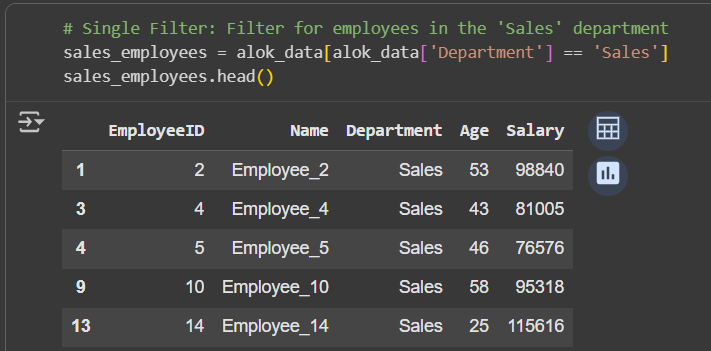 # Single Filter: Filter for employees in the 'Sales' department
sales_employees = alok_data[alok_data['Department'] == 'Sales']
sales_employees.head()
EmployeeID Name Department Age Salary
1 2 Employee_2 Sales 53 98840
3 4 Employee_4 Sales 43 81005
4 5 Employee_5 Sales 46 76576
9 10 Employee_10 Sales 58 95318
13 14 Employee_14 Sales 25 115616